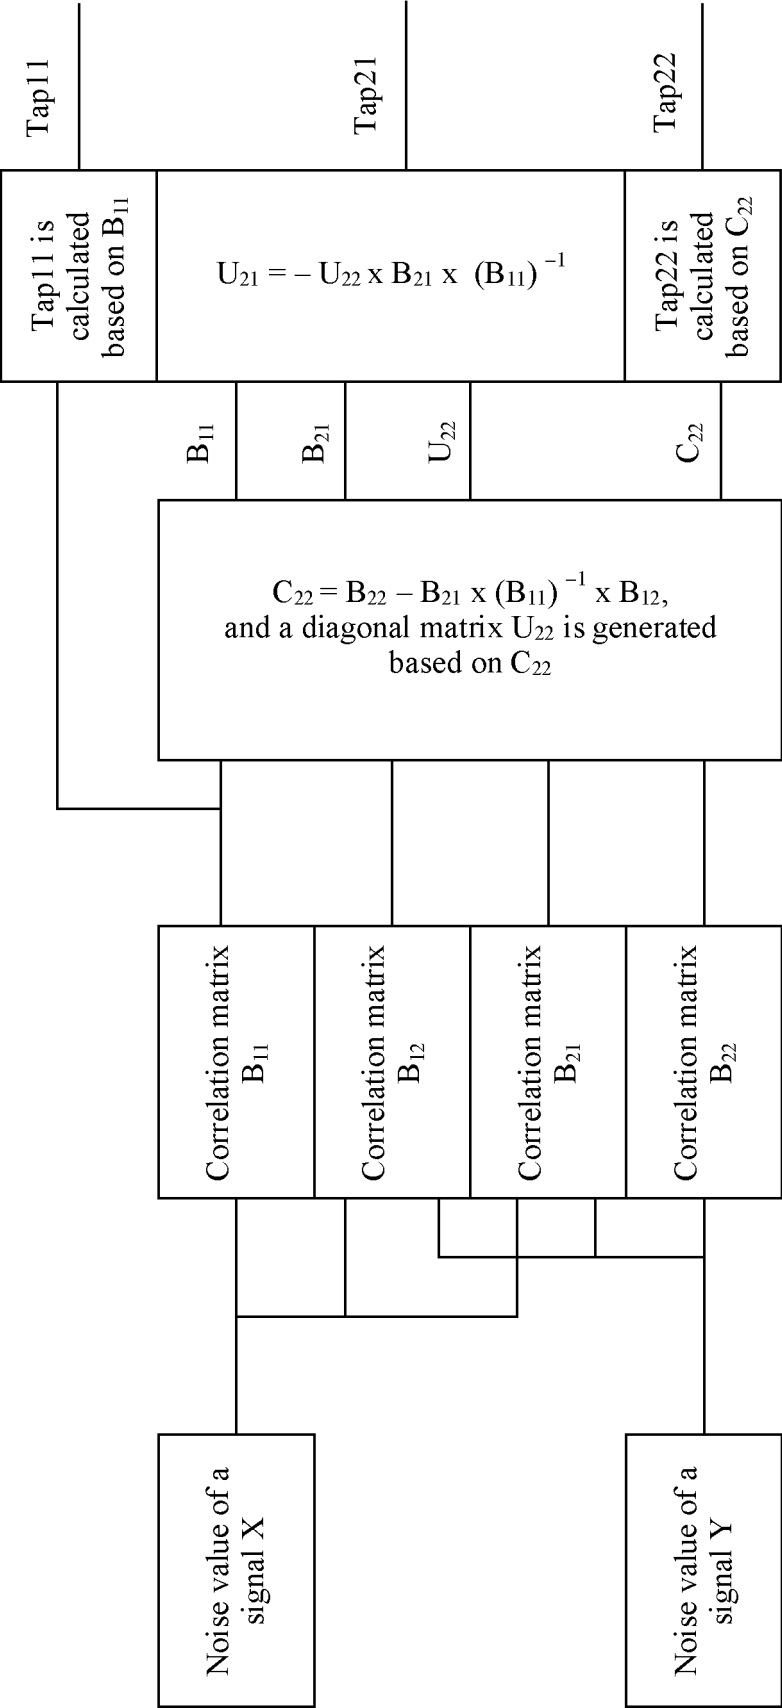 Tap11
Tap21
Tap22
Tap11 is
calculated
based on B₁₁
U₂₁ = – U₂₂ x B₂₁ x (B₁₁)⁻¹
Tap22 is
calculated
based on C₂₂
B₁₁
B₂₁
U₂₂
C₂₂
C₂₂ = B₂₂ – B₂₁ x (B₁₁)⁻¹ x B₁₂,
and a diagonal matrix U₂₂ is generated
based on C₂₂
Correlation matrix
B₁₁
Correlation matrix
B₁₂
Correlation matrix
B₂₁
Correlation matrix
B₂₂
Noise value of a
signal X
Noise value of a
signal Y